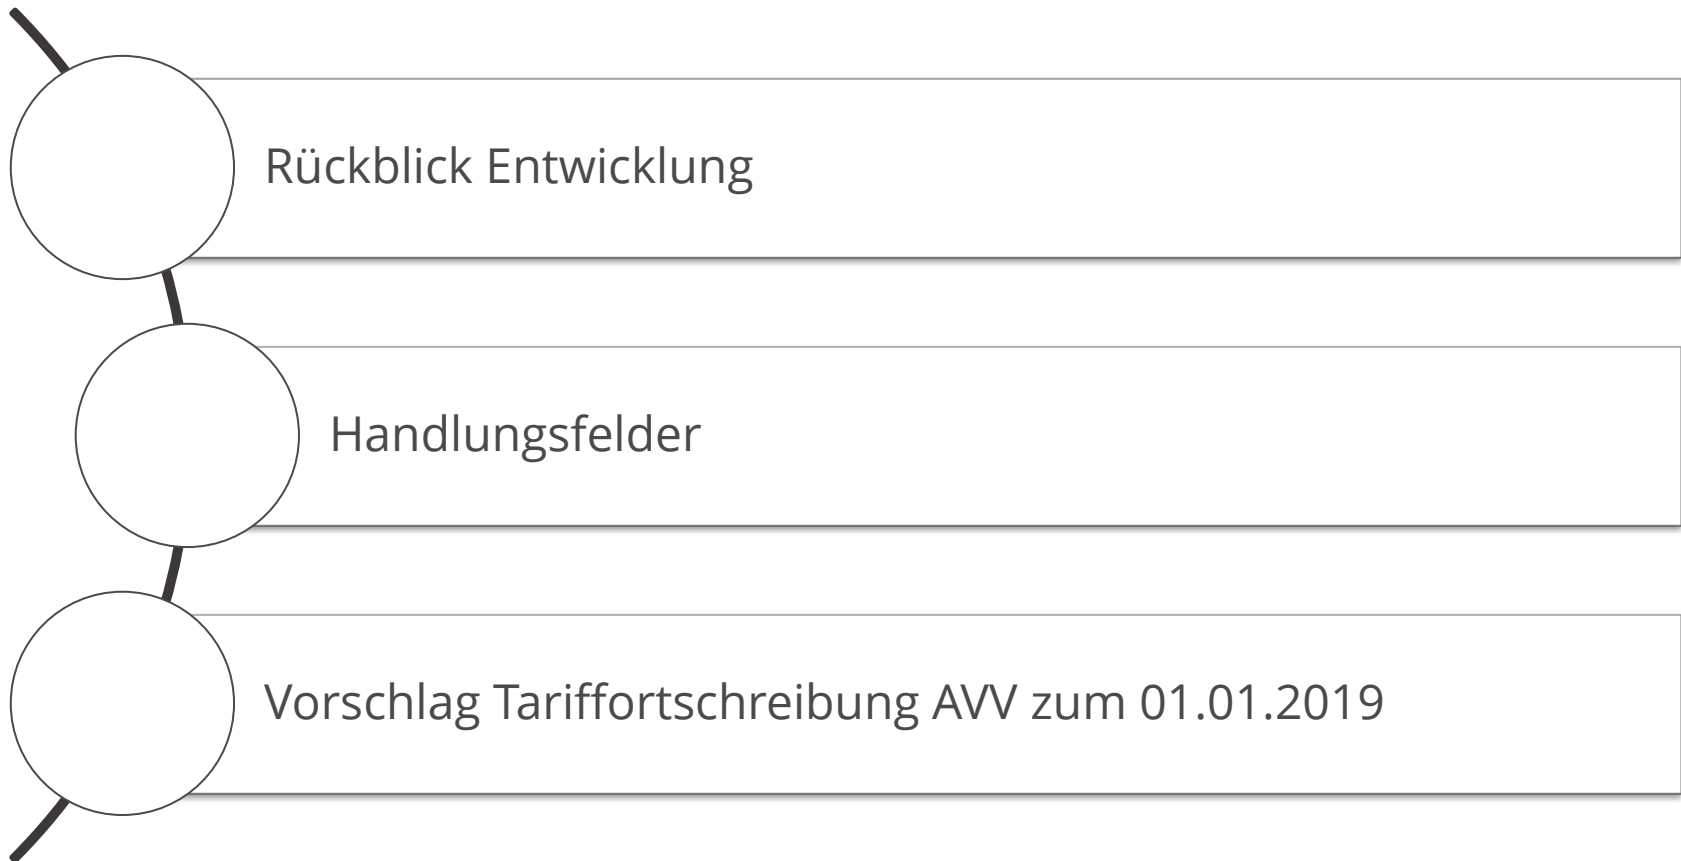 Rückblick Entwicklung
Handlungsfelder
Vorschlag Tariffortschreibung AVV zum 01.01.2019